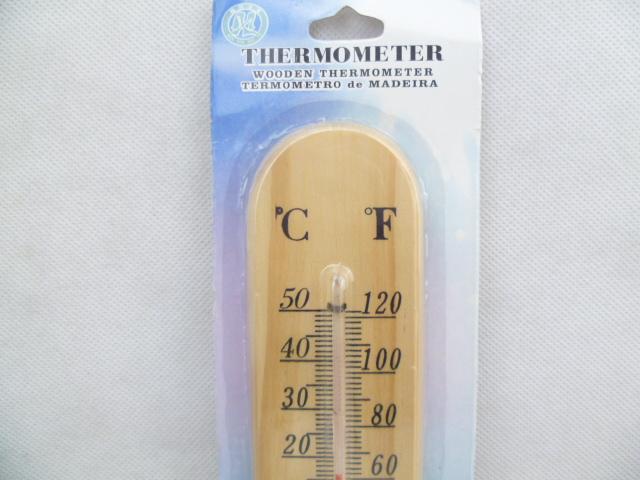 THERMOMETER
WOODEN THERMOMETER
TERMOMETRO de MADEIRA
°C °F
50 120
40 100
30 80
20 60